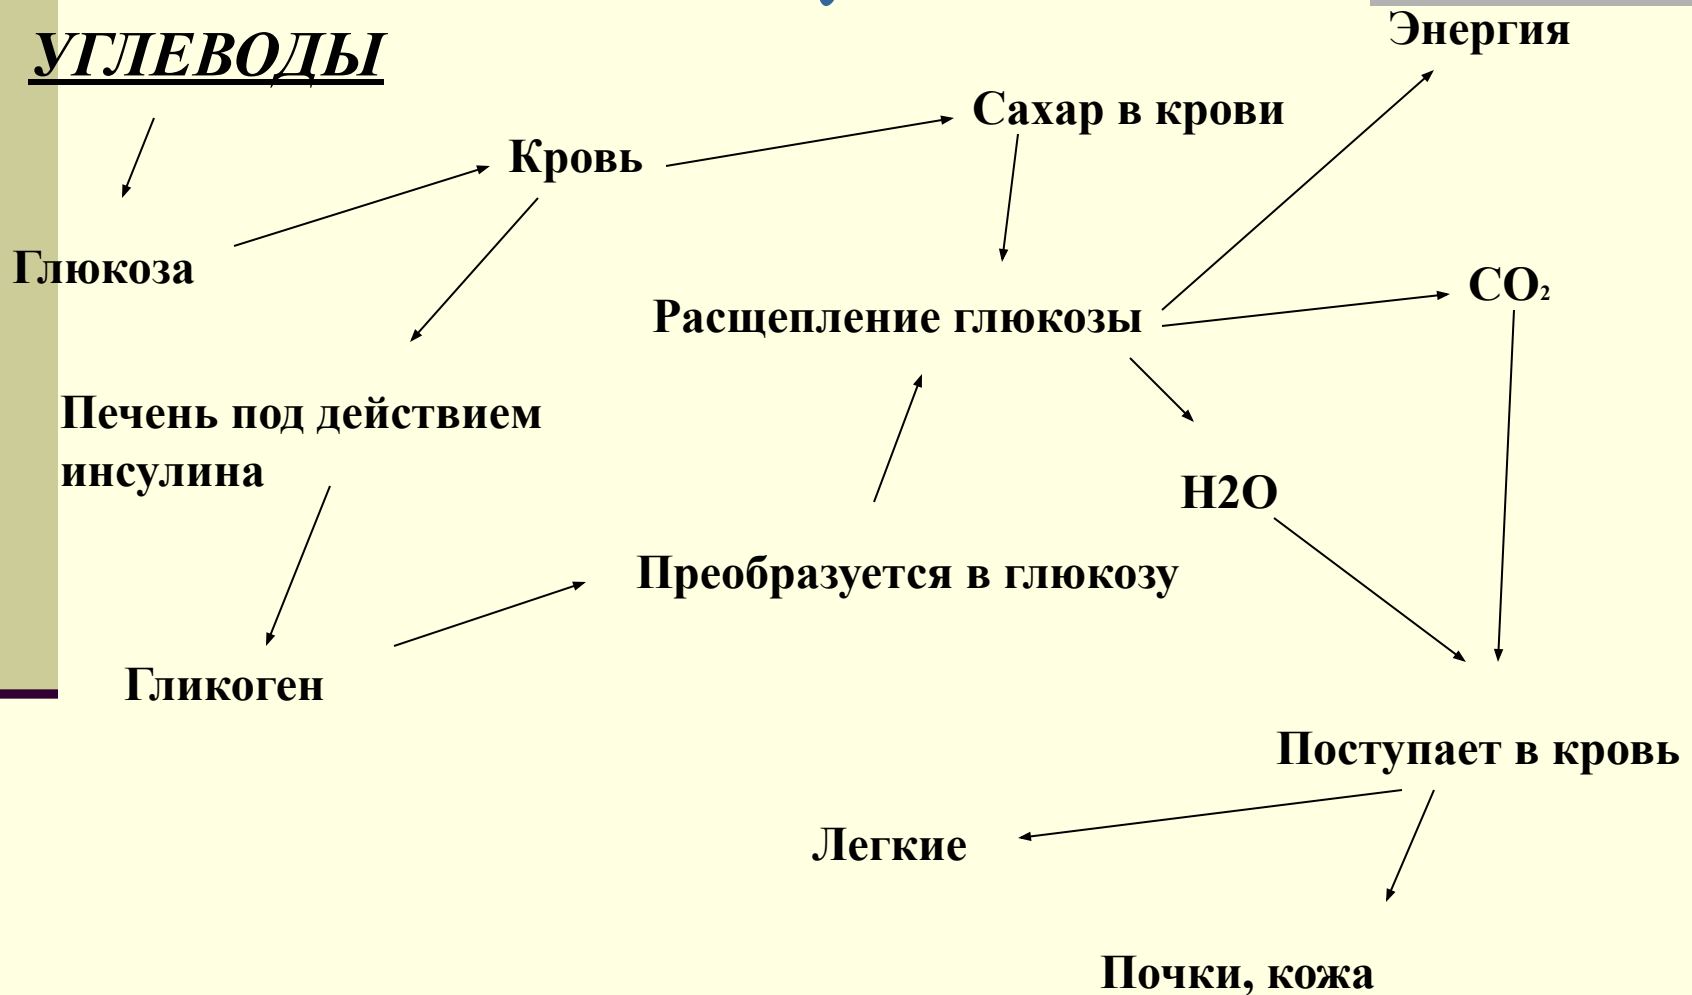 УГЛЕВОДЫ
Энергия
Сахар в крови
Кровь
Глюкоза
CO₂
Расщепление глюкозы
Печень под действием
инсулина
H2O
Преобразуется в глюкозу
Гликоген
Поступает в кровь
Легкие
Почки, кожа